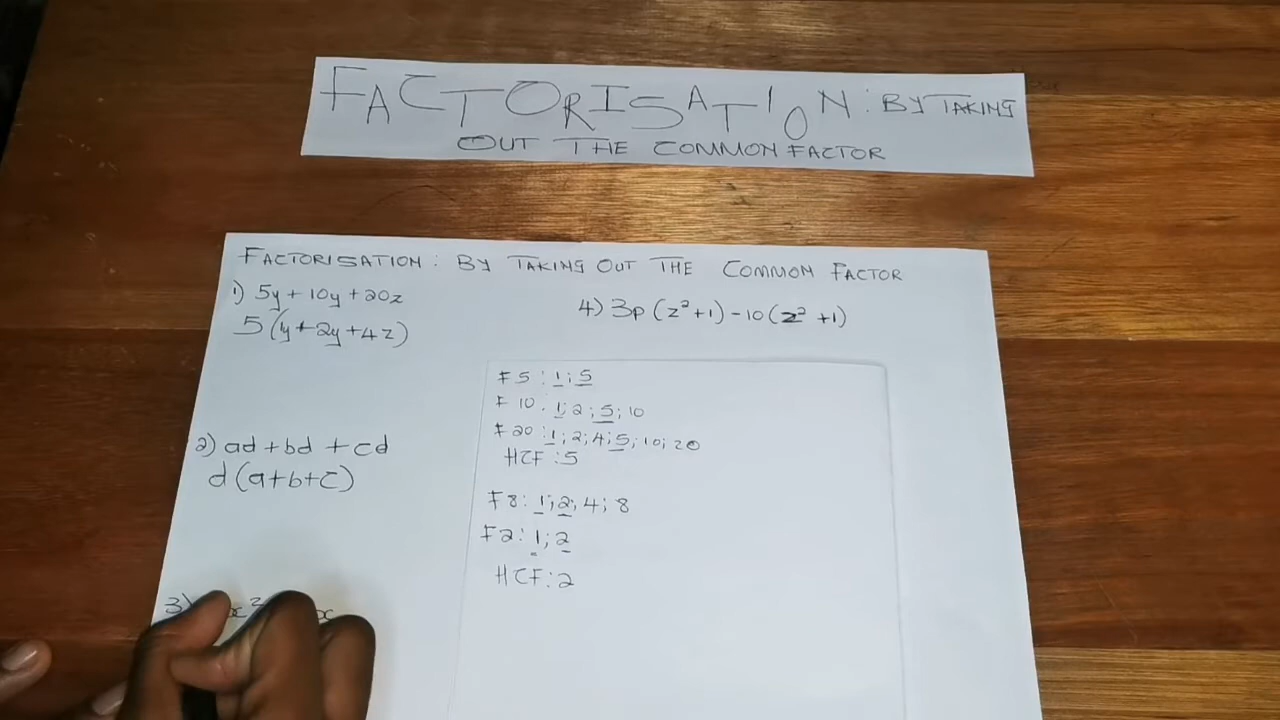 FACTORISATION: BY TAKING
OUT THE COMMON FACTOR
FACTORISATION: BY TAKING OUT THE COMMON FACTOR
1) 5y + 10y + 20z
5(y + 2y + 4z)
2) ad + bd + cd
d(a+b+c)
3)
4) 3p(z²+1) - 10(z² +1)
F5: 1; 5
F10: 1; 2; 5; 10
F20: 1; 2; 4; 5; 10; 20
HCF: 5
F8: 1; 2; 4; 8
F2: 1; 2
HCF: 2